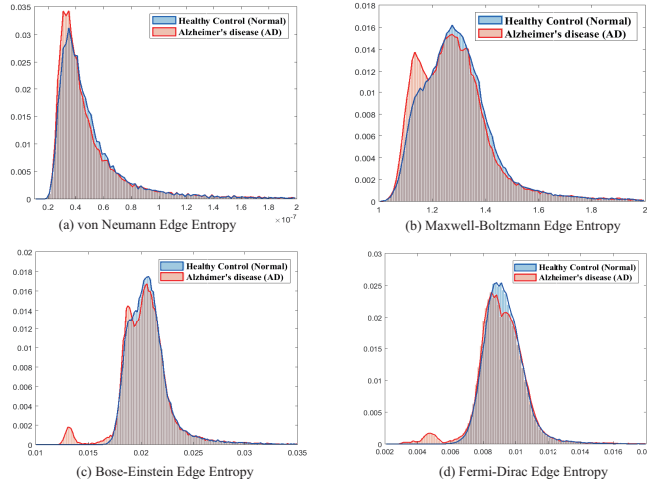 0.035
0.03
0.025
0.02
0.015
0.01
0.005
0
Healthy Control (Normal)
Alzheimer's disease (AD)
0.2 0.4 0.6 0.8 1 1.2 1.4 1.6 1.8 2
×10⁻⁷
(a) von Neumann Edge Entropy
0.018
0.016
0.014
0.012
0.01
0.008
0.006
0.004
0.002
0
Healthy Control (Normal)
Alzheimer's disease (AD)
1 1.2 1.4 1.6 1.8 2
(b) Maxwell-Boltzmann Edge Entropy
0.02
0.018
0.016
0.014
0.012
0.01
0.008
0.006
0.004
0.002
0
Healthy Control (Normal)
Alzheimer's disease (AD)
0.01 0.015 0.02 0.025 0.03 0.035
(c) Bose-Einstein Edge Entropy
0.03
0.025
0.02
0.015
0.01
0.005
0
Healthy Control (Normal)
Alzheimer's disease (AD)
0.002 0.004 0.006 0.008 0.01 0.012 0.014 0.016 0.0
(d) Fermi-Dirac Edge Entropy